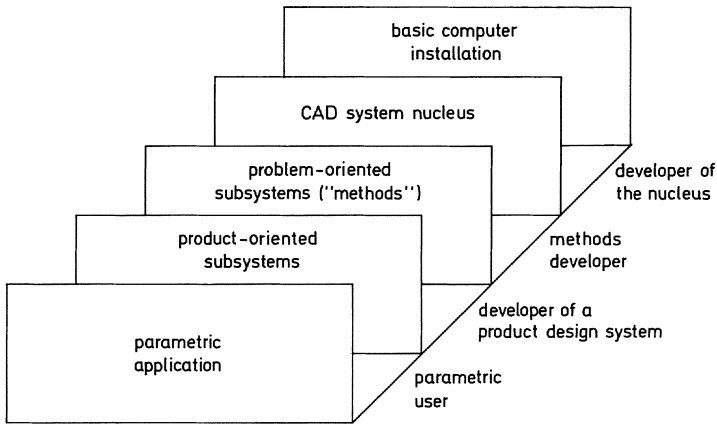 basic computer
installation
CAD system nucleus
problem-oriented
subsystems ("methods")
developer of
the nucleus
product-oriented
subsystems
methods
developer
developer of a
product design system
parametric
application
parametric
user